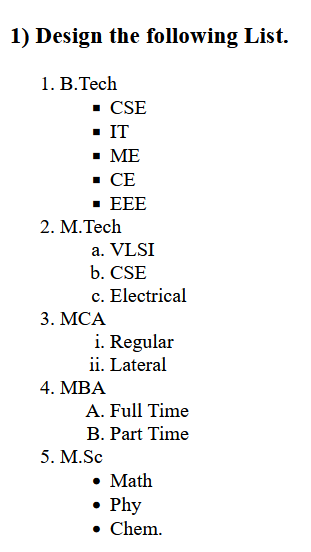 1) Design the following List.
1. B.Tech
▪ CSE
▪ IT
▪ ME
▪ CE
▪ EEE
2. M.Tech
a. VLSI
b. CSE
c. Electrical
3. MCA
i. Regular
ii. Lateral
4. MBA
A. Full Time
B. Part Time
5. M.Sc
• Math
• Phy
• Chem.